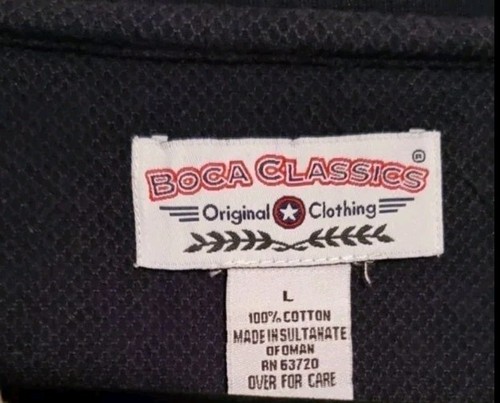 BOCA CLASSICS ®
Original Clothing
L
100% COTTON
MADE IN SULTANATE
OF OMAN
RN 63720
OVER FOR CARE